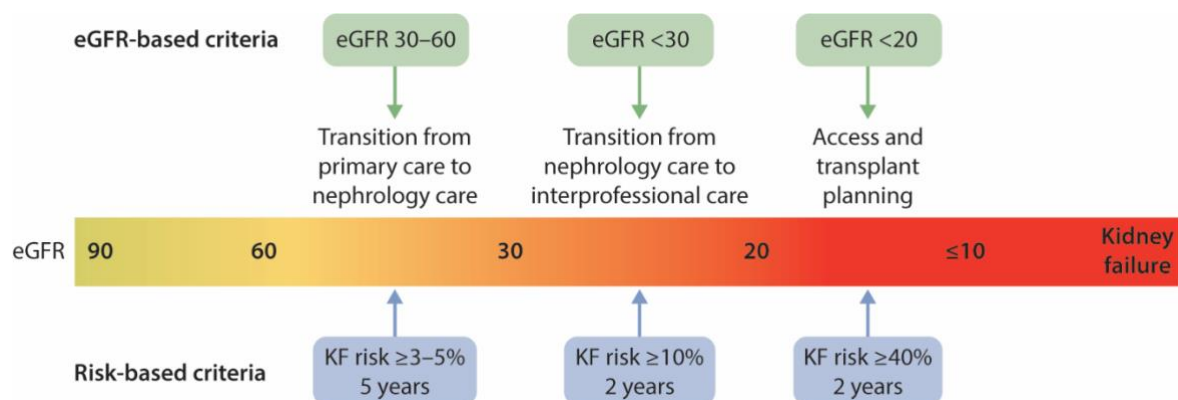 eGFR-based criteria
eGFR 30–60
eGFR <30
eGFR <20
Transition from
primary care to
nephrology care
Transition from
nephrology care to
interprofessional care
Access and
transplant
planning
eGFR
90
60
30
20
≤10
Kidney
failure
Risk-based criteria
KF risk ≥3–5%
5 years
KF risk ≥10%
2 years
KF risk ≥40%
2 years